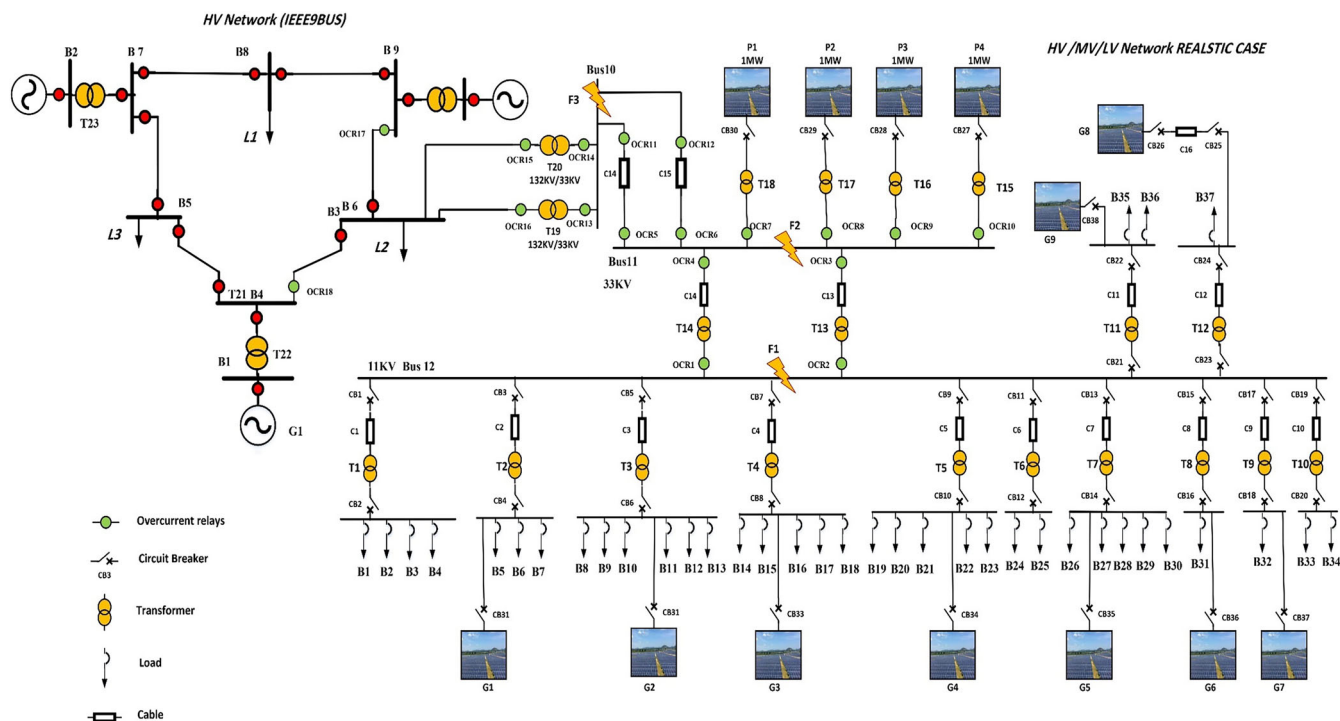 HV Network (IEEE9BUS)
HV /MV/LV Network REALSTIC CASE
B2
B 7
B8
B 9
T23
L1
OCR17
Bus10
F3
OCR11
OCR12
OCR15
OCR14
T20
132KV/33KV
C14
C15
P1
1MW
P2
1MW
P3
1MW
P4
1MW
CB30
CB29
CB28
CB27
T18
T17
T16
T15
G8
CB26
C16
CB25
G9
CB38
B35
B36
B37
B5
L3
B3
B 6
L2
OCR16
OCR13
T19
132KV/33KV
OCR5
OCR6
OCR7
F2
OCR8
OCR9
OCR10
Bus11
33KV
OCR4
OCR3
CB22
CB24
T21
B4
OCR18
C14
C13
C11
C12
T14
T13
T11
T12
T22
B1
G1
OCR1
OCR2
F1
CB21
CB23
11KV Bus 12
CB1
CB3
CB5
CB7
CB9
CB11
CB13
CB15
CB17
CB19
C1
C2
C3
C4
C5
C6
C7
C8
C9
C10
T1
T2
T3
T4
T5
T6
T7
T8
T9
T10
CB2
CB4
CB6
CB8
CB10
CB12
CB14
CB16
CB18
CB20
B1
B2
B3
B4
B5
B6
B7
B8
B9
B10
B11
B12
B13
B14
B15
B16
B17
B18
B19
B20
B21
B22
B23
B24
B25
B26
B27
B28
B29
B30
B31
B32
B33
B34
CB31
CB31
CB33
CB34
CB35
CB36
CB37
G1
G2
G3
G4
G5
G6
G7
Overcurrent relays
Circuit Breaker
CB3
Transformer
Load
Cable